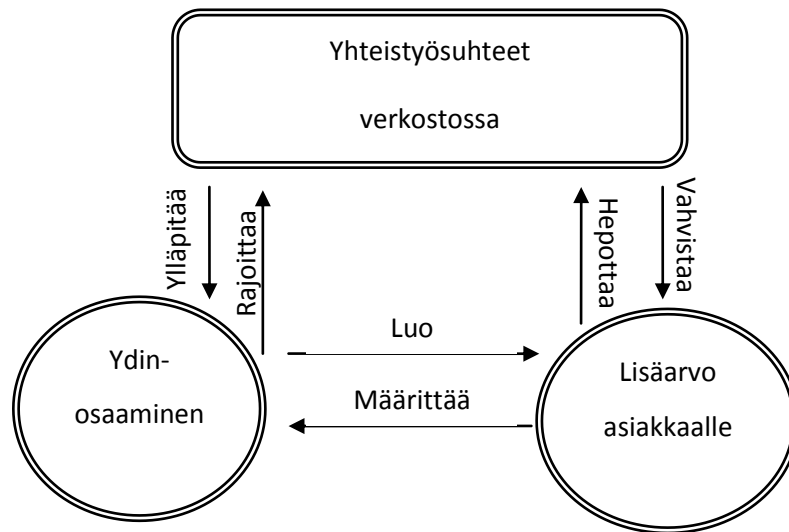 Yhteistyösuhteet
verkostossa
Ylläpitää
Rajoittaa
Hepottaa
Vahvistaa
Luo
Määrittää
Ydin-
osaaminen
Lisäarvo
asiakkaalle